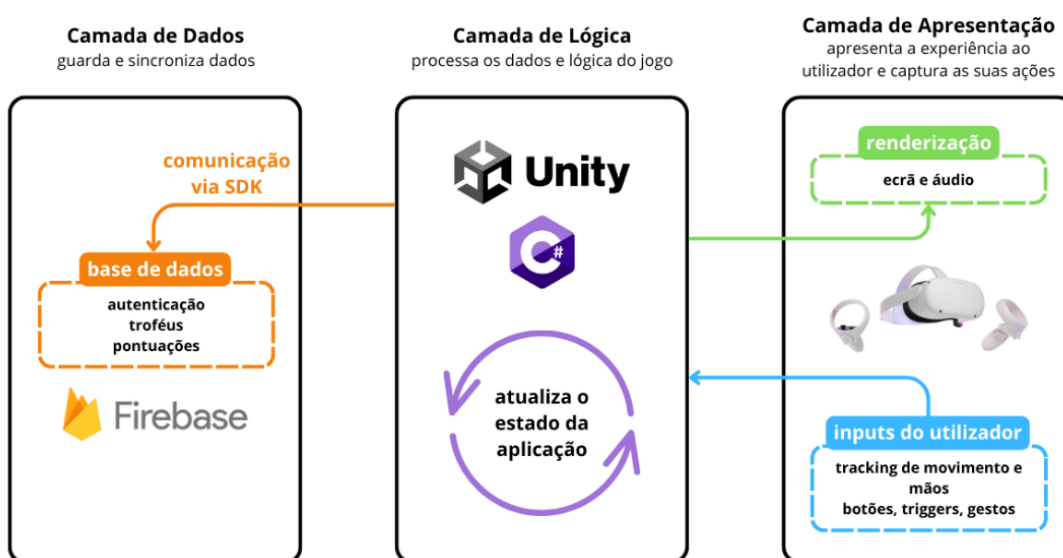 Camada de Dados
guarda e sincroniza dados
comunicação
via SDK
base de dados
autenticação
troféus
pontuações
Firebase
Camada de Lógica
processa os dados e lógica do jogo
Unity
C#
atualiza o
estado da
aplicação
Camada de Apresentação
apresenta a experiência ao
utilizador e captura as suas ações
renderização
ecrã e áudio
inputs do utilizador
tracking de movimento e
mãos
botões, triggers, gestos